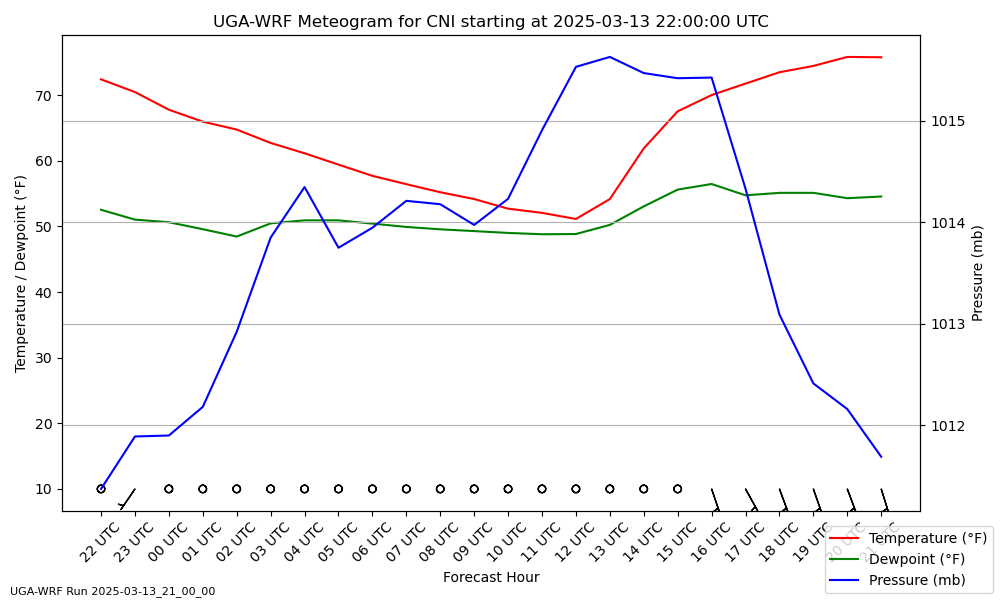 UGA-WRF Meteogram for CNI starting at 2025-03-13 22:00:00 UTC
Temperature / Dewpoint (°F)
70
60
50
40
30
20
10
1015
1014
1013
1012
Pressure (mb)
22 UTC
23 UTC
00 UTC
01 UTC
02 UTC
03 UTC
04 UTC
05 UTC
06 UTC
07 UTC
08 UTC
09 UTC
10 UTC
11 UTC
12 UTC
13 UTC
14 UTC
15 UTC
16 UTC
17 UTC
18 UTC
19 UTC
20 UTC
21 UTC
Forecast Hour
Temperature (°F)
Dewpoint (°F)
Pressure (mb)
UGA-WRF Run 2025-03-13_21_00_00